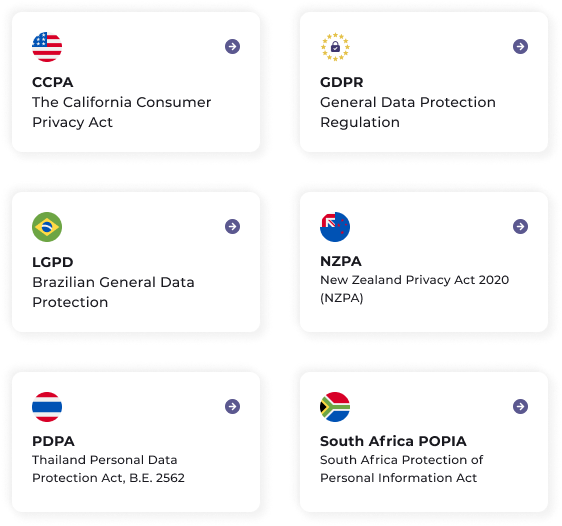 CCPA
The California Consumer
Privacy Act
GDPR
General Data Protection
Regulation
LGPD
Brazilian General Data
Protection
NZPA
New Zealand Privacy Act 2020
(NZPA)
PDPA
Thailand Personal Data
Protection Act, B.E. 2562
South Africa POPIA
South Africa Protection of
Personal Information Act